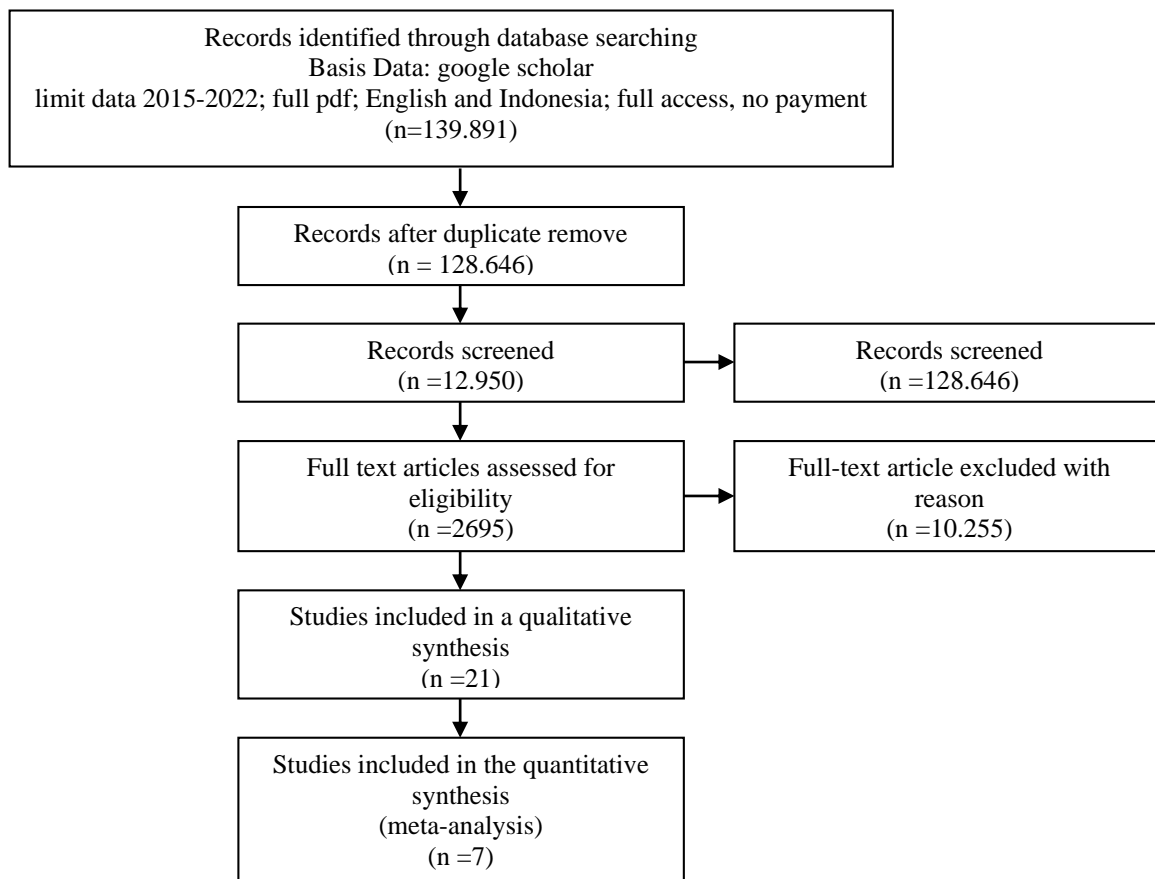 Records identified through database searching
Basis Data: google scholar
limit data 2015-2022; full pdf; English and Indonesia; full access, no payment
(n=139.891)
Records after duplicate remove
(n = 128.646)
Records screened
(n =12.950)
Records screened
(n =128.646)
Full text articles assessed for
eligibility
(n =2695)
Full-text article excluded with
reason
(n =10.255)
Studies included in a qualitative
synthesis
(n =21)
Studies included in the quantitative
synthesis
(meta-analysis)
(n =7)